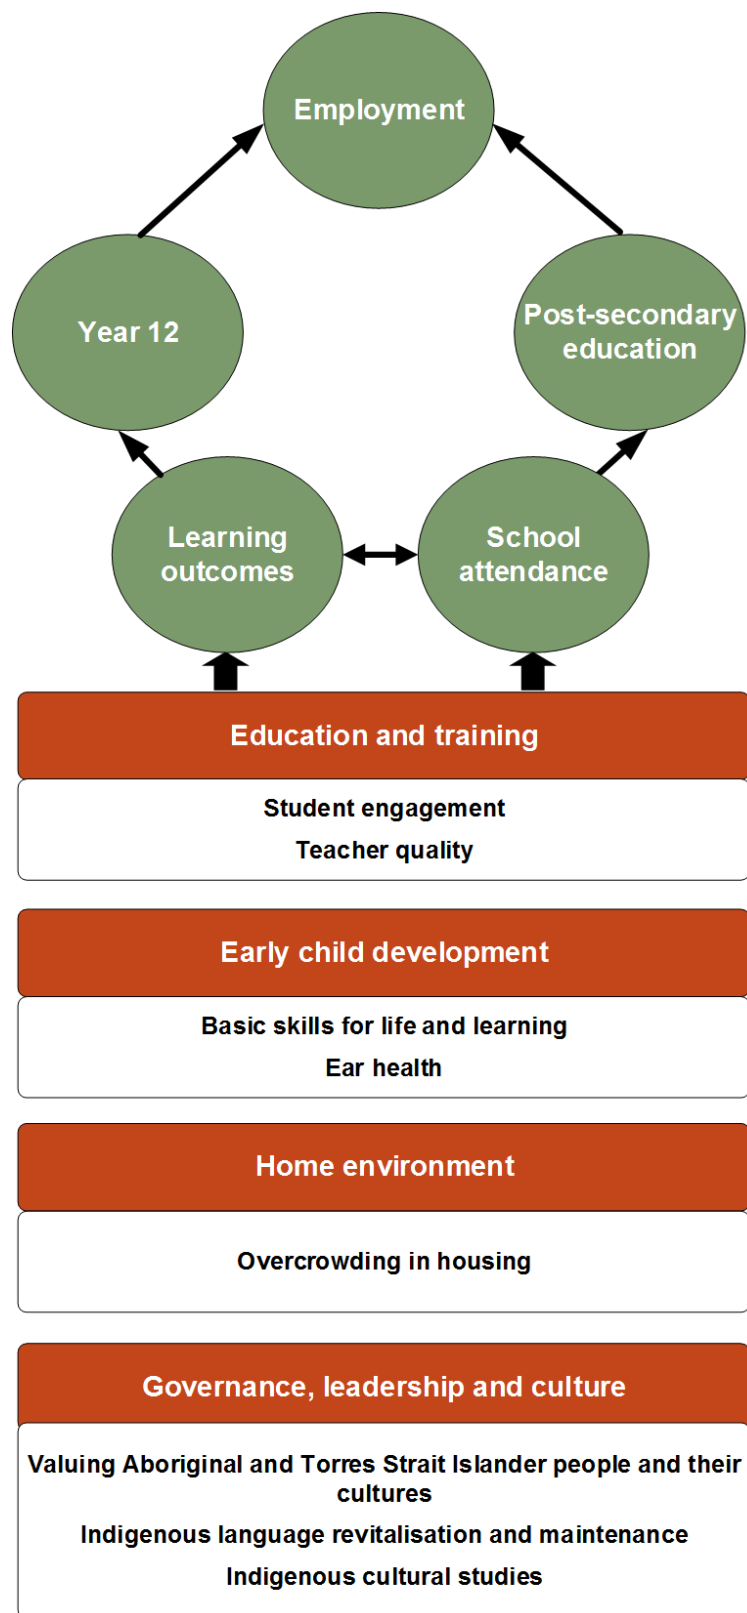 Employment
Year 12
Post-secondary
education
Learning
outcomes
School
attendance
Education and training
Student engagement
Teacher quality
Early child development
Basic skills for life and learning
Ear health
Home environment
Overcrowding in housing
Governance, leadership and culture
Valuing Aboriginal and Torres Strait Islander people and their
cultures
Indigenous language revitalisation and maintenance
Indigenous cultural studies